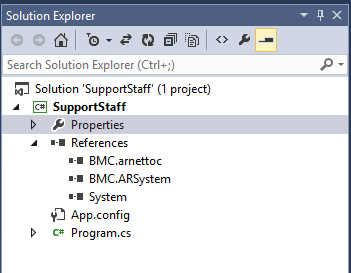 Solution Explorer
Search Solution Explorer (Ctrl+;)
Solution 'SupportStaff' (1 project)
C# SupportStaff
Properties
References
BMC.arnettoc
BMC.ARSystem
System
App.config
C# Program.cs